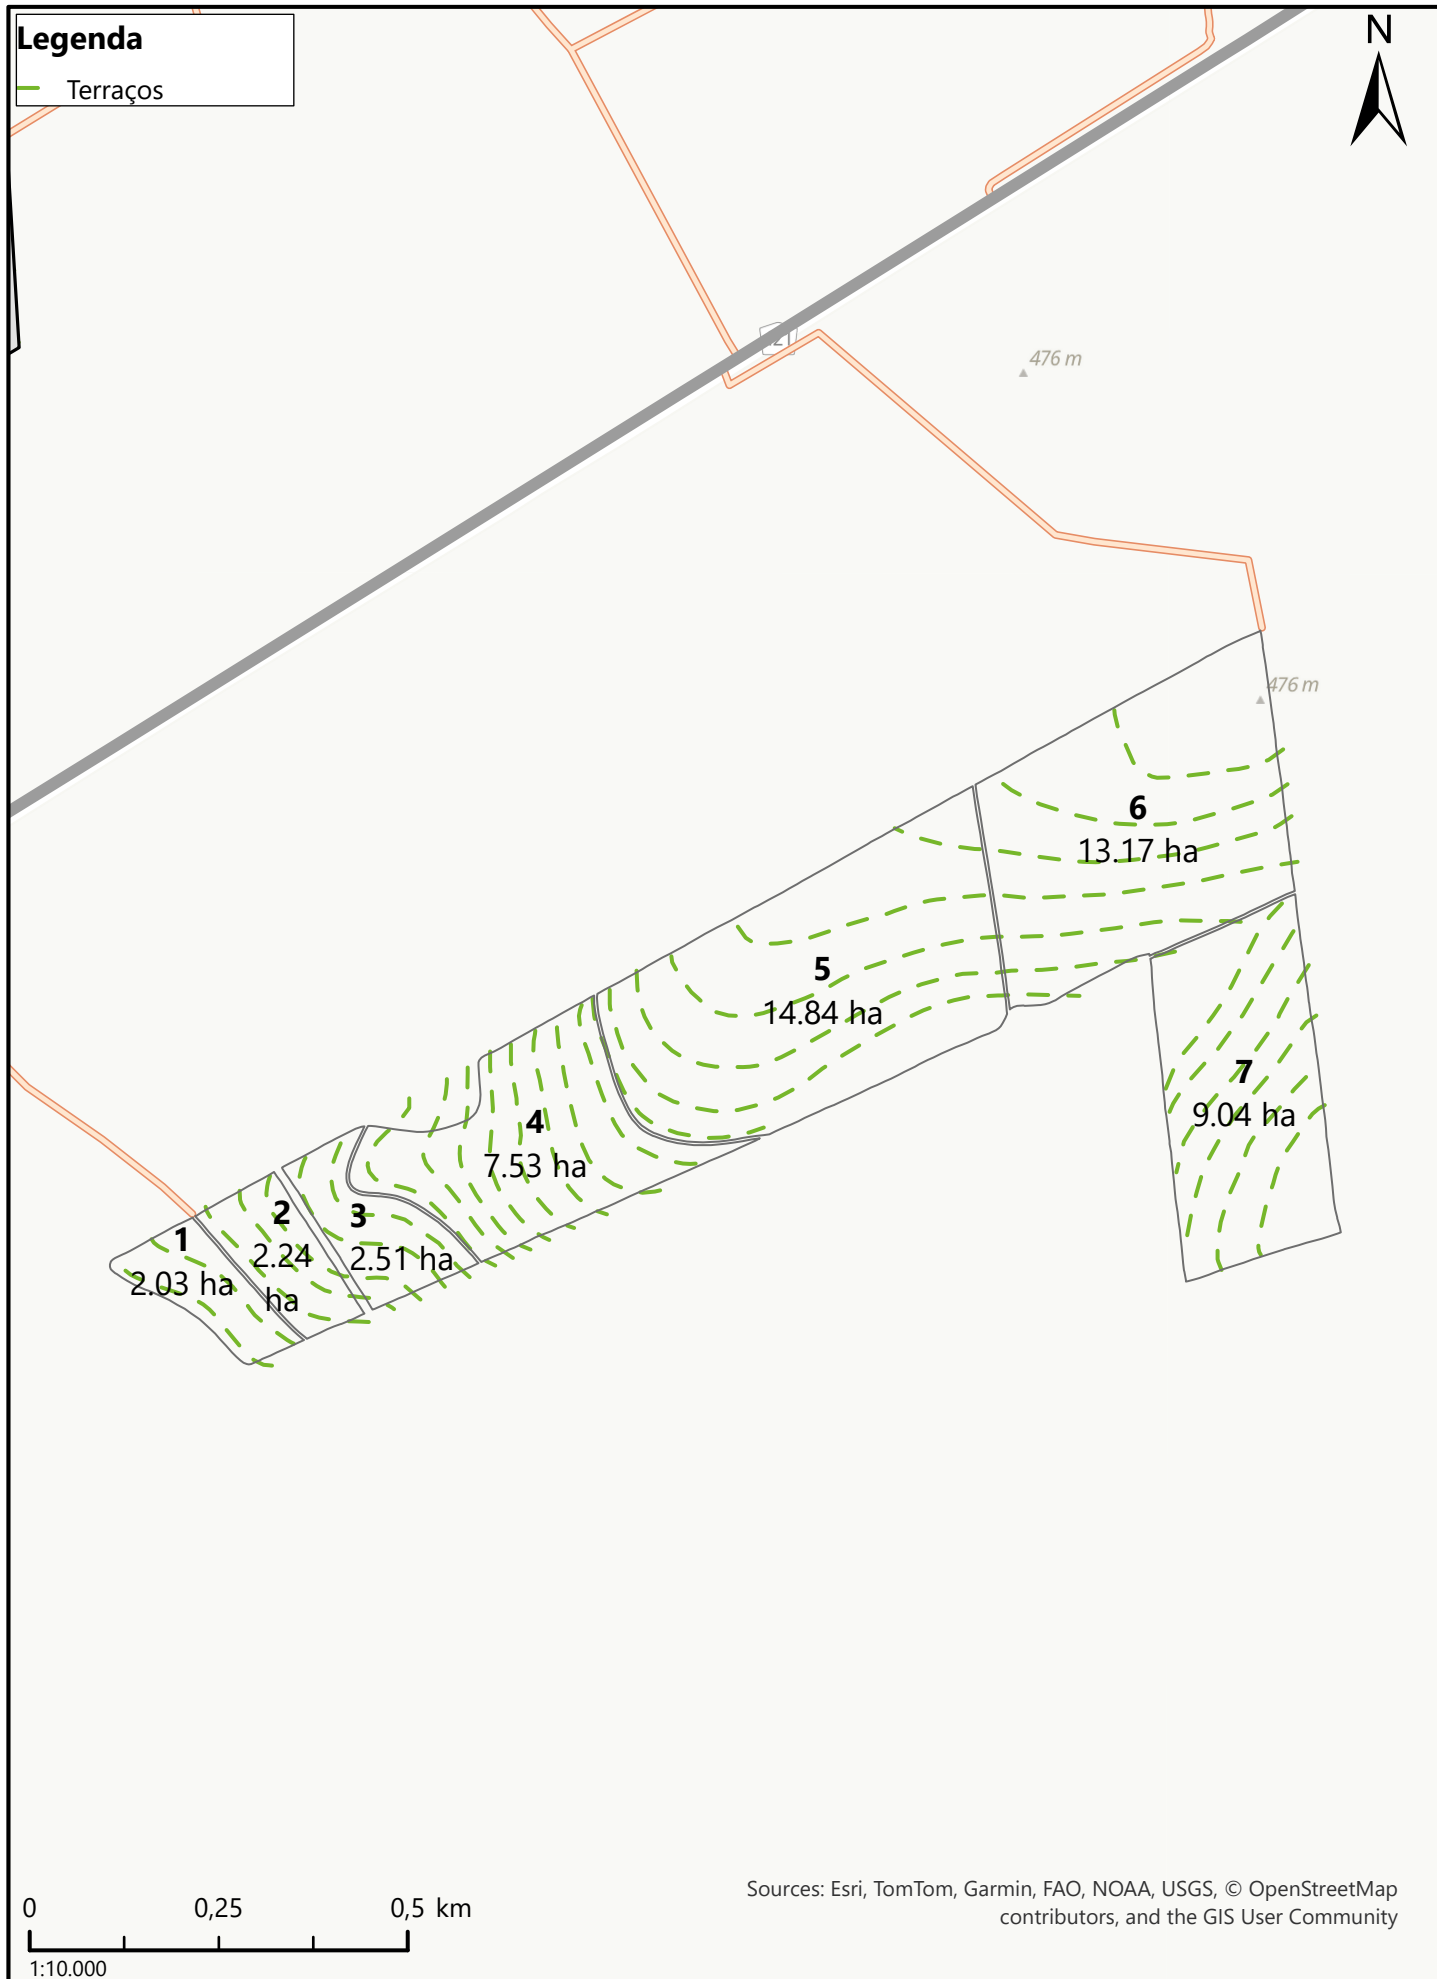 Legenda
Terraços
N
476 m
476 m
6
13.17 ha
5
14.84 ha
7
9.04 ha
4
7.53 ha
3
2.51 ha
2
2.24
ha
1
2.03 ha
0 0,25 0,5 km
1:10.000
Sources: Esri, TomTom, Garmin, FAO, NOAA, USGS, © OpenStreetMap
contributors, and the GIS User Community